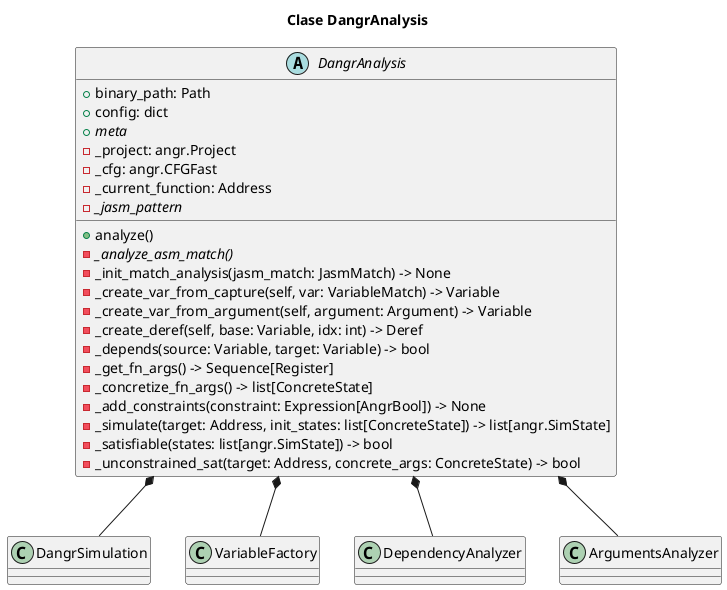 Clase DangrAnalysis
A DangrAnalysis
binary_path: Path
config: dict
meta
_project: angr.Project
_cfg: angr.CFGFast
_current_function: Address
_jasm_pattern
analyze()
_analyze_asm_match()
_init_match_analysis(jasm_match: JasmMatch) -> None
_create_var_from_capture(self, var: VariableMatch) -> Variable
_create_var_from_argument(self, argument: Argument) -> Variable
_create_deref(self, base: Variable, idx: int) -> Deref
_depends(source: Variable, target: Variable) -> bool
_get_fn_args() -> Sequence[Register]
_concretize_fn_args() -> list[ConcreteState]
_add_constraints(constraint: Expression[AngrBool]) -> None
_simulate(target: Address, init_states: list[ConcreteState]) -> list[angr.SimState]
_satisfiable(states: list[angr.SimState]) -> bool
_unconstrained_sat(target: Address, concrete_args: ConcreteState) -> bool
C DangrSimulation
C VariableFactory
C DependencyAnalyzer
C ArgumentsAnalyzer